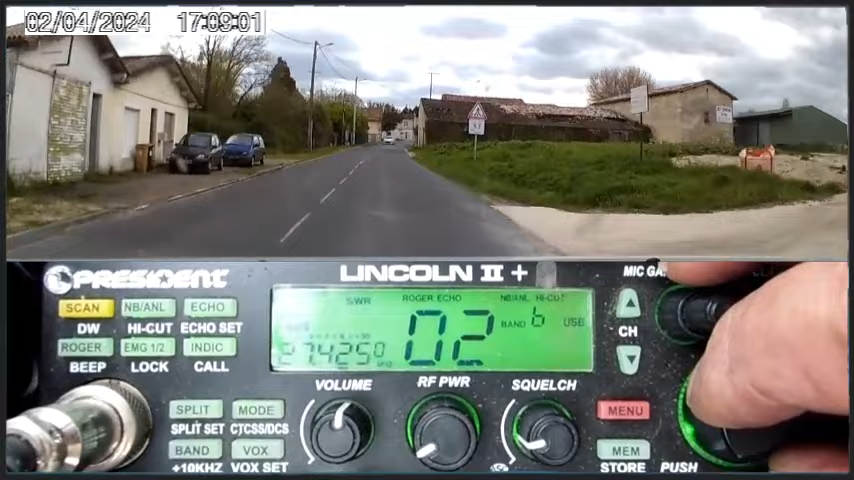 02/04/2024 17:09:01
PRESIDENT
LINCOLN II +
MIC GA
SCAN
NB/ANL
ECHO
DW
HI-CUT
ECHO SET
ROGER
EMG 1/2
INDIC
BEEP
LOCK
CALL
SWR
ROGER ECHO
NB/ANL HI-CUT
02
BAND 6
USB
27.4250
CH
VOLUME
RF PWR
SQUELCH
SPLIT
MODE
MENU
SPLIT SET
CTCSS/DCS
BAND
VOX
MEM
+10KHZ
VOX SET
STORE
PUSH